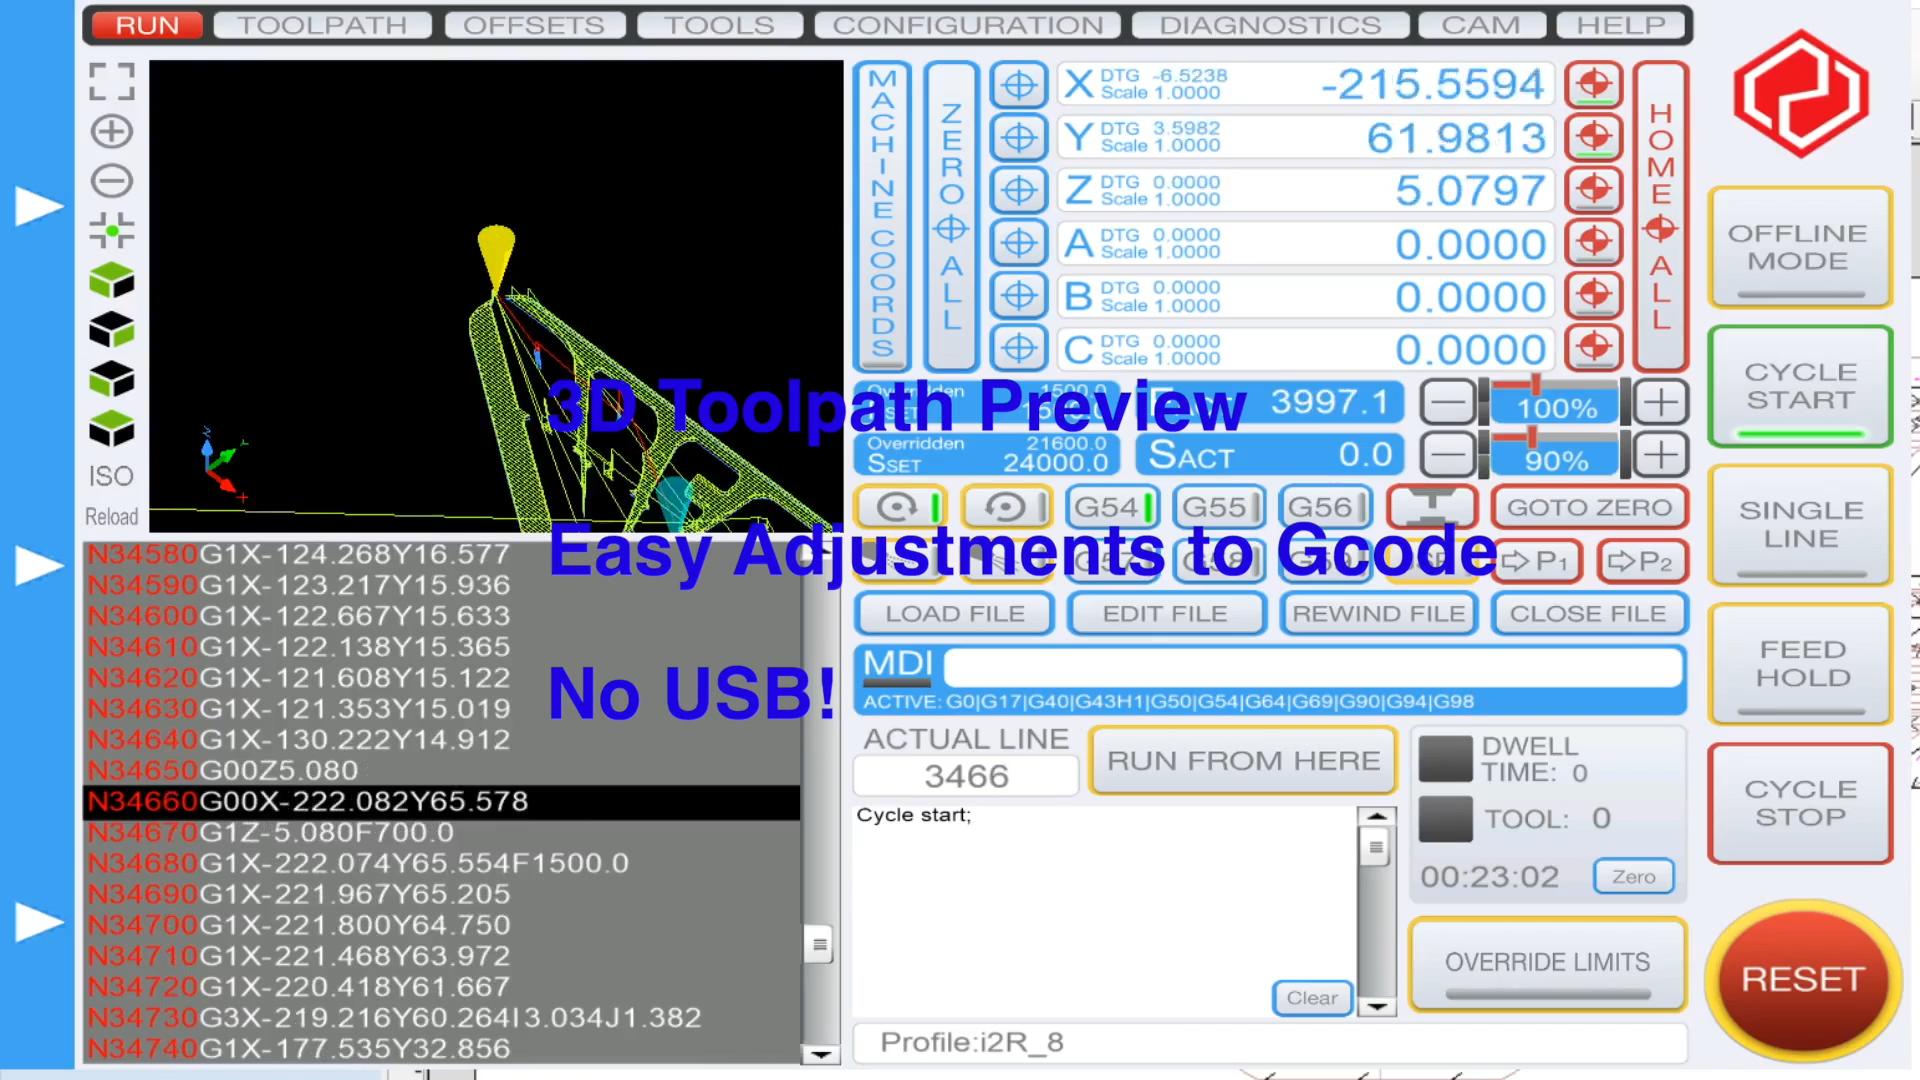 RUN TOOLPATH OFFSETS TOOLS CONFIGURATION DIAGNOSTICS CAM HELP
ISO
Reload
MACHINE COORDS
ZERO ALL
X DTG -6.5238 Scale 1.0000 -215.5594
Y DTG 3.5982 Scale 1.0000 61.9813
Z DTG 0.0000 Scale 1.0000 5.0797
A DTG 0.0000 Scale 1.0000 0.0000
B DTG 0.0000 Scale 1.0000 0.0000
C DTG 0.0000 Scale 1.0000 0.0000
HOME ALL
3D Toolpath Preview
Overridden 1500.0
3997.1
100%
Overridden 21600.0
SSET 24000.0
SACT 0.0
90%
G54 G55 G56 GOTO ZERO
Easy Adjustments to Gcode
P1 P2
LOAD FILE EDIT FILE REWIND FILE CLOSE FILE
No USB!
MDI
ACTIVE: G0|G17|G40|G43H1|G50|G54|G64|G69|G90|G94|G98
N34580G1X-124.268Y16.577
N34590G1X-123.217Y15.936
N34600G1X-122.667Y15.633
N34610G1X-122.138Y15.365
N34620G1X-121.608Y15.122
N34630G1X-121.353Y15.019
N34640G1X-130.222Y14.912
N34650G00Z5.080
N34660G00X-222.082Y65.578
N34670G1Z-5.080F700.0
N34680G1X-222.074Y65.554F1500.0
N34690G1X-221.967Y65.205
N34700G1X-221.800Y64.750
N34710G1X-221.468Y63.972
N34720G1X-220.418Y61.667
N34730G3X-219.216Y60.264I3.034J1.382
N34740G1X-177.535Y32.856
ACTUAL LINE
3466
RUN FROM HERE
DWELL
TIME: 0
TOOL: 0
00:23:02 Zero
Cycle start;
Clear
OVERRIDE LIMITS
Profile:i2R_8
OFFLINE
MODE
CYCLE
START
SINGLE
LINE
FEED
HOLD
CYCLE
STOP
RESET